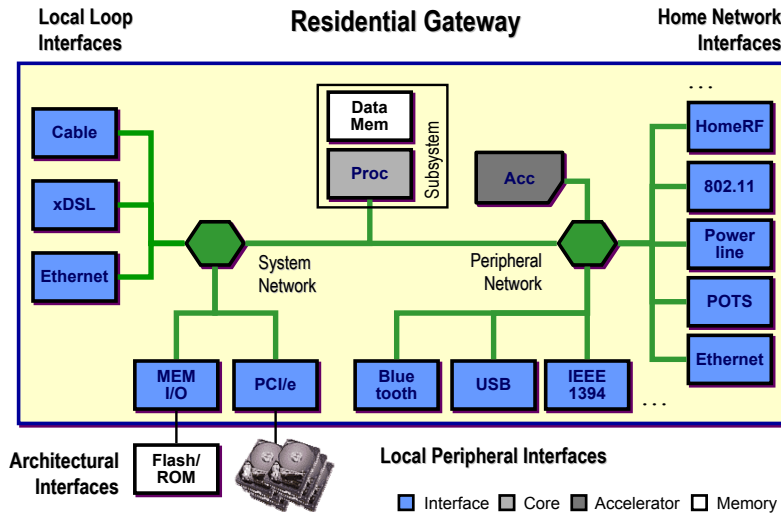 Residential Gateway
Local Loop
Interfaces
Home Network
Interfaces
...
Cable
xDSL
Ethernet
Data
Mem
Proc
Subsystem
Acc
HomeRF
802.11
Power
line
POTS
Ethernet
System
Network
Peripheral
Network
MEM
I/O
PCI/e
Blue
tooth
USB
IEEE
1394
...
Architectural
Interfaces
Flash/
ROM
Local Peripheral Interfaces
Interface
Core
Accelerator
Memory